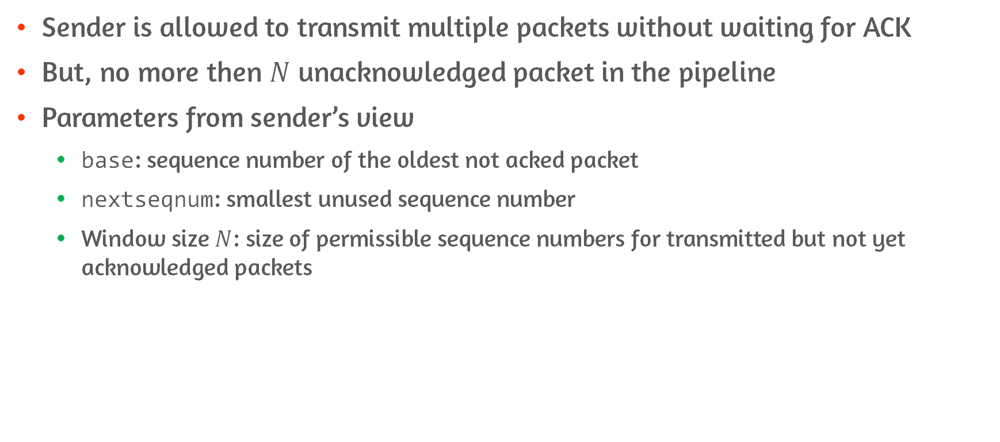 • Sender is allowed to transmit multiple packets without waiting for ACK
• But, no more then N unacknowledged packet in the pipeline
• Parameters from sender’s view
• base: sequence number of the oldest not acked packet
• nextseqnum: smallest unused sequence number
• Window size N: size of permissible sequence numbers for transmitted but not yet
acknowledged packets